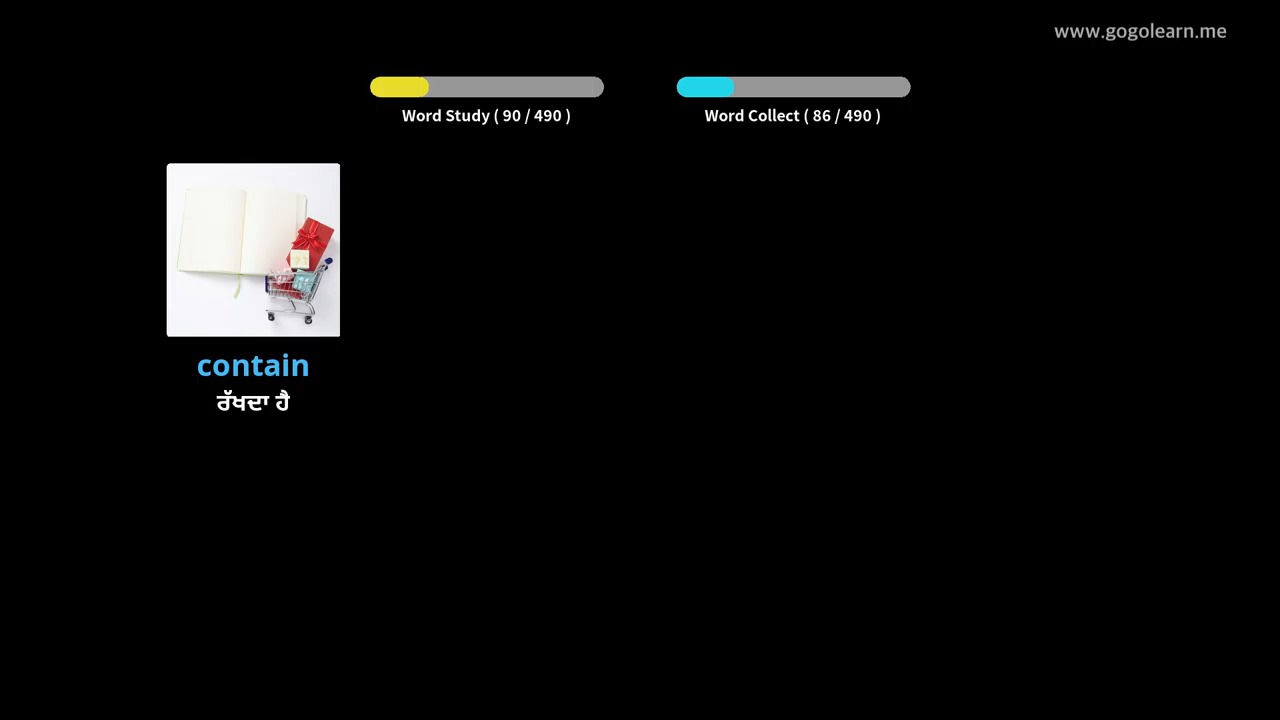 www.gogolearn.me
Word Study ( 90 / 490 )
Word Collect ( 86 / 490 )
contain
ਰੱਖਦਾ ਹੈ